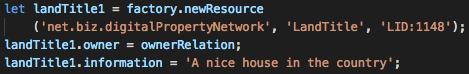 let landTitle1 = factory.newResource
('net.biz.digitalPropertyNetwork', 'LandTitle', 'LID:1148');
landTitle1.owner = ownerRelation;
landTitle1.information = 'A nice house in the country';